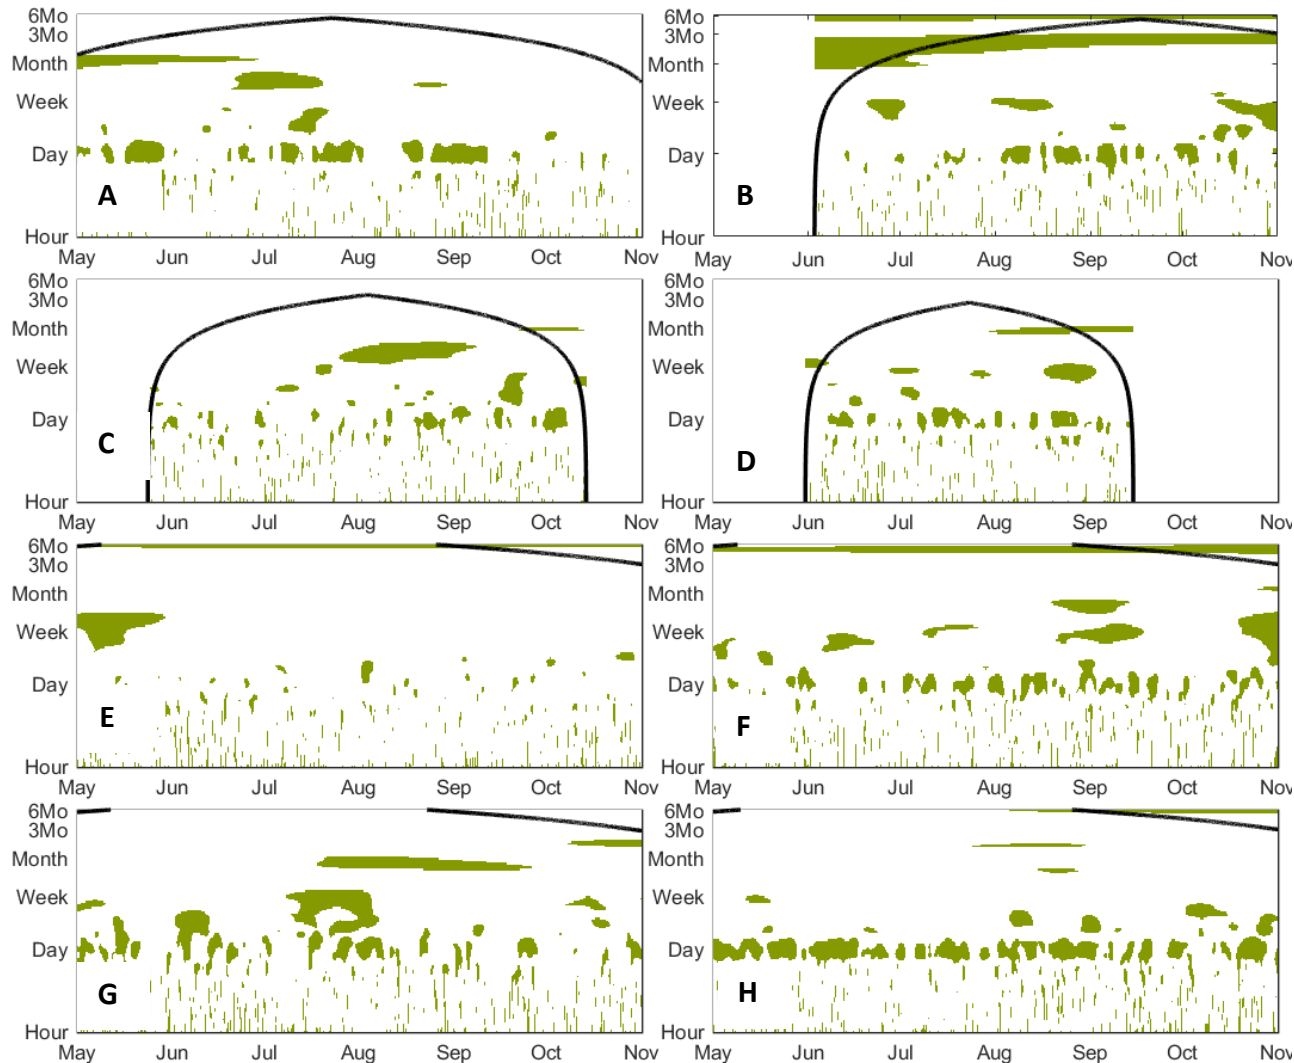 6Mo 6Mo
3Mo 3Mo
Month Month
Week Week
Day Day
A B
Hour Hour
May Jun Jul Aug Sep Oct Nov May Jun Jul Aug Sep Oct Nov
6Mo 6Mo
3Mo 3Mo
Month Month
Week Week
Day Day
C D
Hour Hour
May Jun Jul Aug Sep Oct Nov May Jun Jul Aug Sep Oct Nov
6Mo 6Mo
3Mo 3Mo
Month Month
Week Week
Day Day
E F
Hour Hour
May Jun Jul Aug Sep Oct Nov May Jun Jul Aug Sep Oct Nov
6Mo 6Mo
3Mo 3Mo
Month Month
Week Week
Day Day
G H
Hour Hour
May Jun Jul Aug Sep Oct Nov May Jun Jul Aug Sep Oct Nov